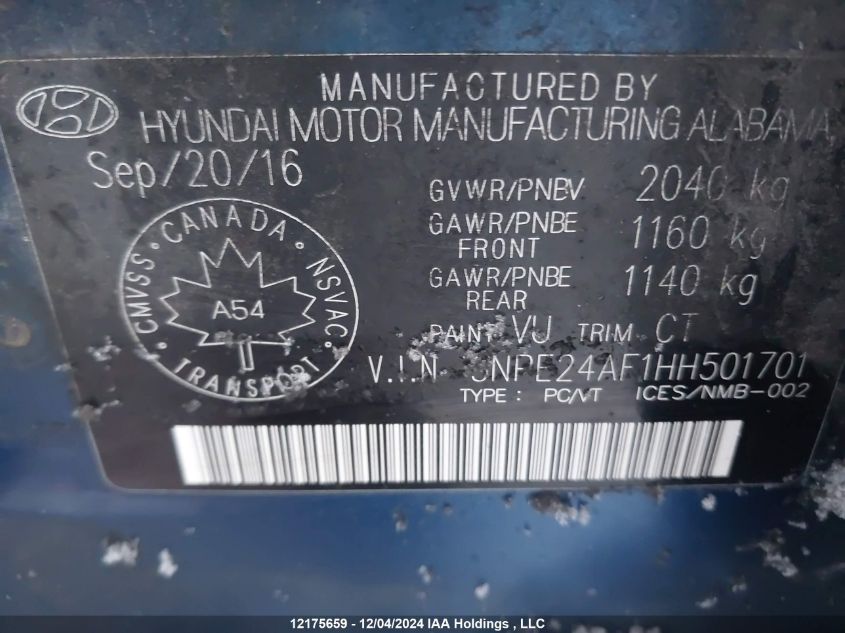 MANUFACTURED BY
HYUNDAI MOTOR MANUFACTURING ALABAMA
Sep/20/16
GVWR/PNBV 2040 kg
GAWR/PNBE FRONT 1160 kg
GAWR/PNBE REAR 1140 kg
CMVSS • CANADA • NSVAC • TRANSPORT •
A54
PAINT VU TRIM CT
V.I.N
TYPE : PC/VT ICES/NMB-002
12175659 - 12/04/2024 IAA Holdings , LLC